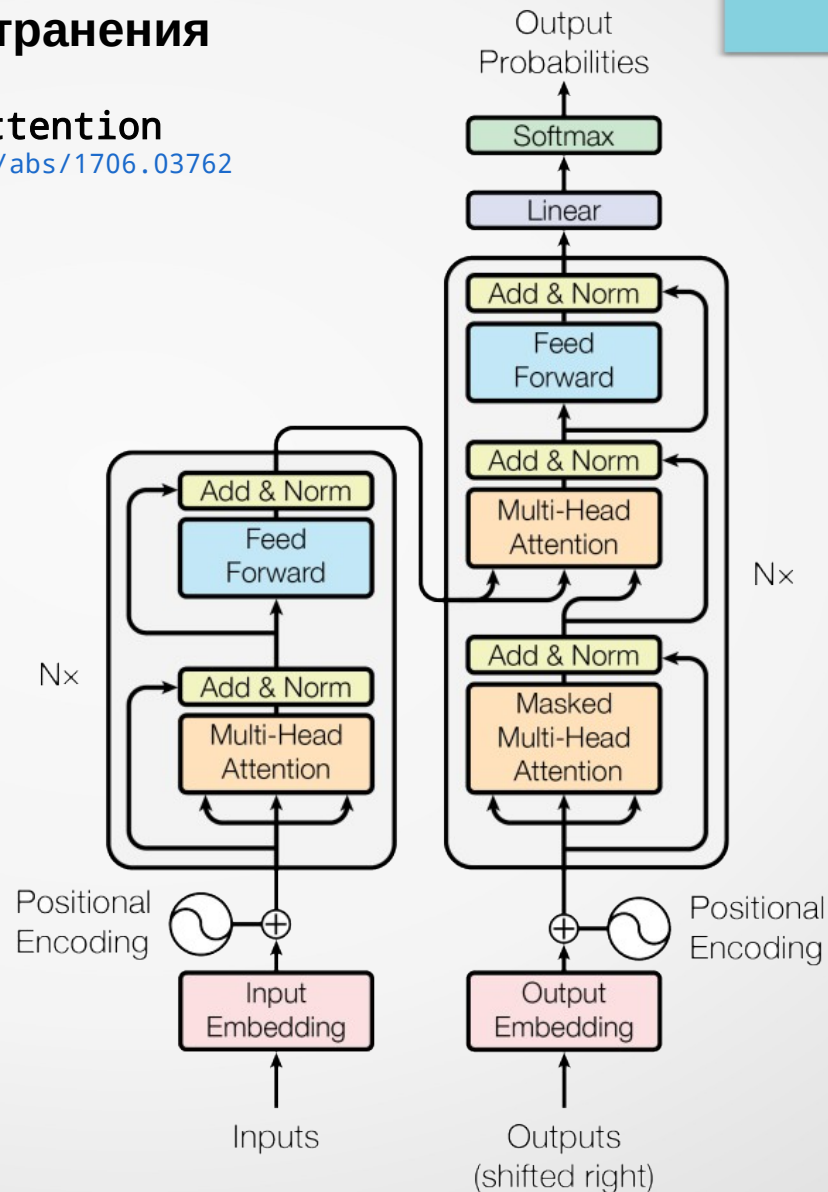 транения
ttention
/abs/1706.03762
Output
Probabilities
Softmax
Linear
Add & Norm
Feed
Forward
Add & Norm
Multi-Head
Attention
Nx
Add & Norm
Masked
Multi-Head
Attention
Add & Norm
Feed
Forward
Nx
Add & Norm
Multi-Head
Attention
Positional
Encoding
Positional
Encoding
Input
Embedding
Output
Embedding
Inputs
Outputs
(shifted right)